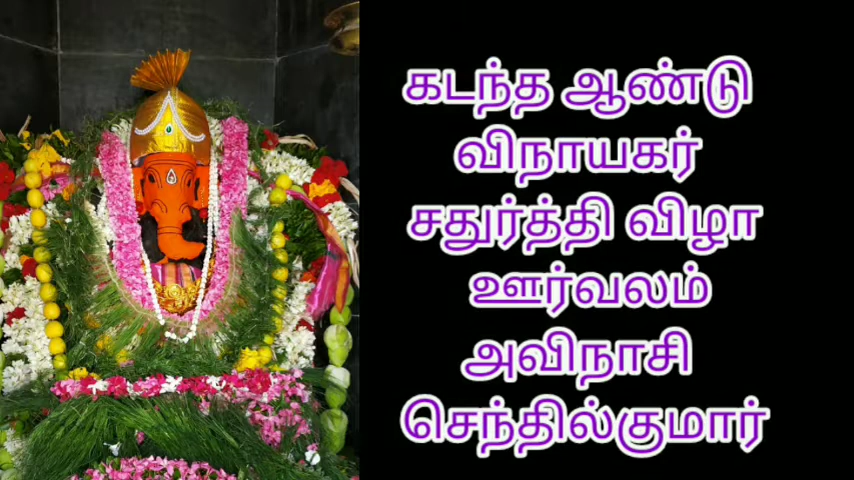 கடந்த ஆண்டு
விநாயகர்
சதுர்த்தி விழா
ஊர்வலம்
அவிநாசி
செந்தில்குமார்